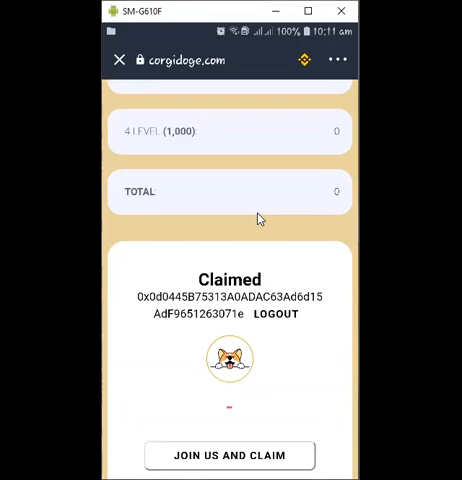 SM-G610F
100% 10:11 am
corgidoge.com
4 LEVEL (1,000): 0
TOTAL: 0
Claimed
0x0d0445B75313A0ADAC63Ad6d15
AdF9651263071e LOGOUT
-
JOIN US AND CLAIM